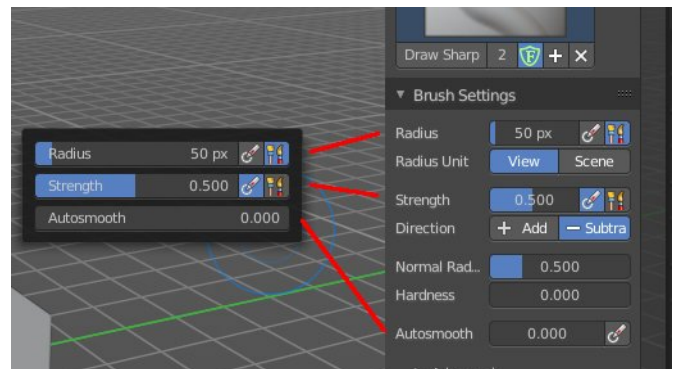 Draw Sharp 2 F
Brush Settings
Radius 50 px
Radius Unit View Scene
Strength 0.500
Direction + Add — Subtra
Normal Rad... 0.500
Hardness 0.000
Autosmooth 0.000
Radius 50 px
Strength 0.500
Autosmooth 0.000